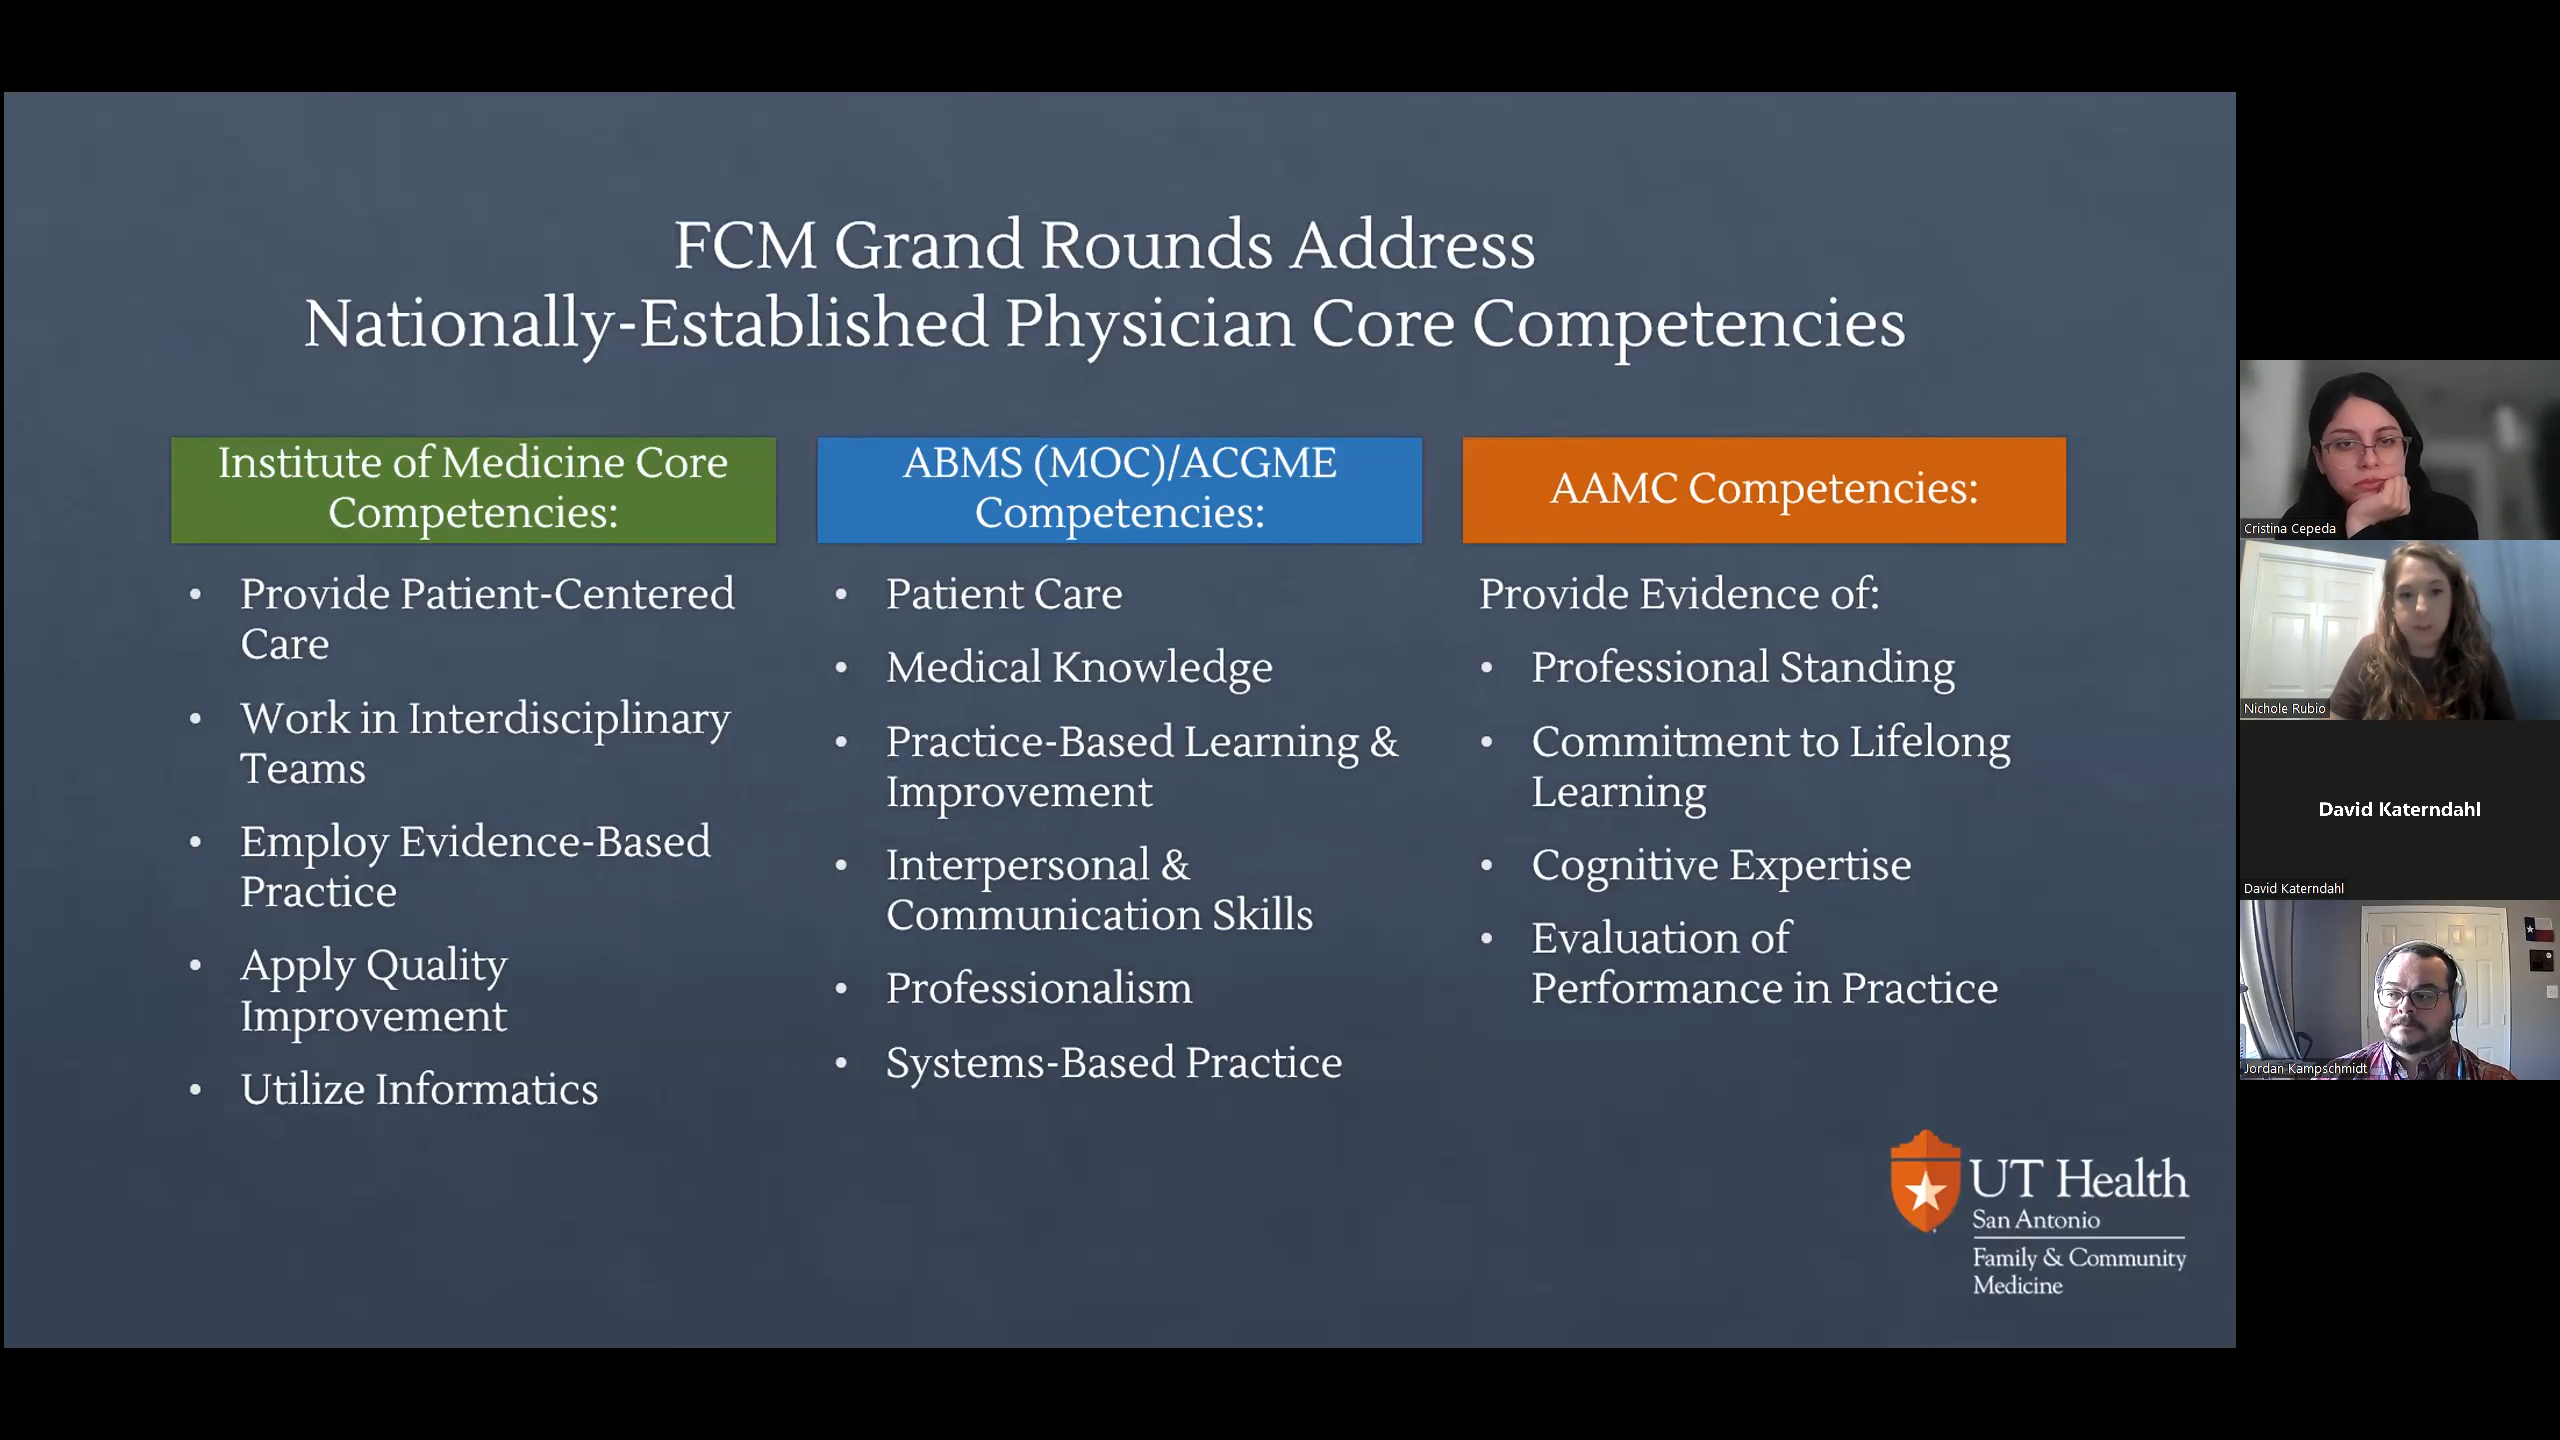 FCM Grand Rounds Address
Nationally-Established Physician Core Competencies
Institute of Medicine Core
Competencies:
• Provide Patient-Centered
Care
• Work in Interdisciplinary
Teams
• Employ Evidence-Based
Practice
• Apply Quality
Improvement
• Utilize Informatics
ABMS (MOC)/ACGME
Competencies:
• Patient Care
• Medical Knowledge
• Practice-Based Learning &
Improvement
• Interpersonal &
Communication Skills
• Professionalism
• Systems-Based Practice
AAMC Competencies:
Provide Evidence of:
• Professional Standing
• Commitment to Lifelong
Learning
• Cognitive Expertise
• Evaluation of
Performance in Practice
UT Health
San Antonio
Family & Community
Medicine
Cristina Cepeda
Nichole Rubio
David Katerndahl
David Katerndahl
Jordan Kampschmidt